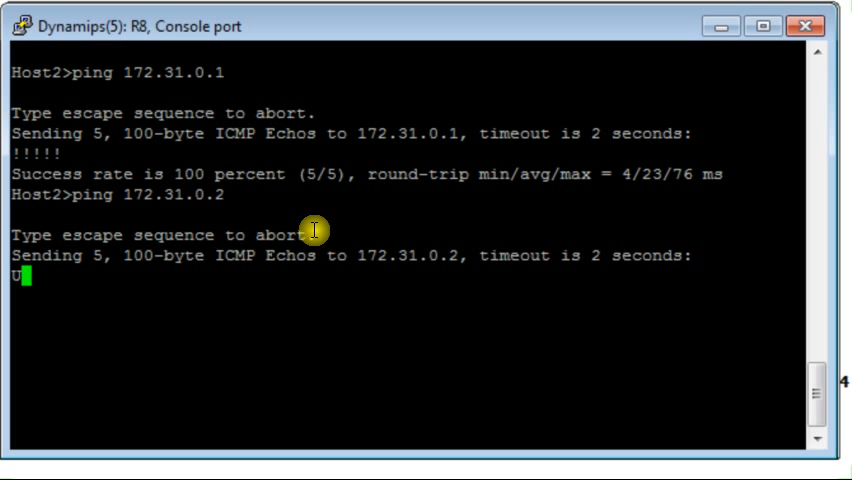 Dynamips(5): R8, Console port
Host2>ping 172.31.0.1
Type escape sequence to abort.
Sending 5, 100-byte ICMP Echos to 172.31.0.1, timeout is 2 seconds:
!!!!!
Success rate is 100 percent (5/5), round-trip min/avg/max = 4/23/76 ms
Host2>ping 172.31.0.2
Type escape sequence to abort
Sending 5, 100-byte ICMP Echos to 172.31.0.2, timeout is 2 seconds:
U
4